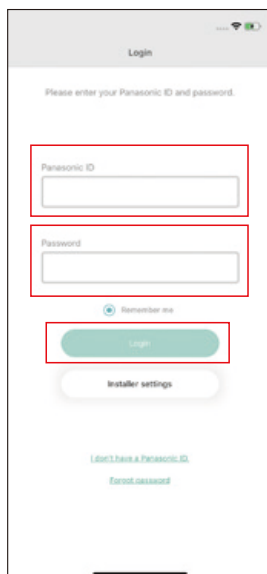 Login
Please enter your Panasonic ID and password.
Panasonic ID
Password
Remember me
Login
Installer settings
I don't have a Panasonic ID.
Forgot password